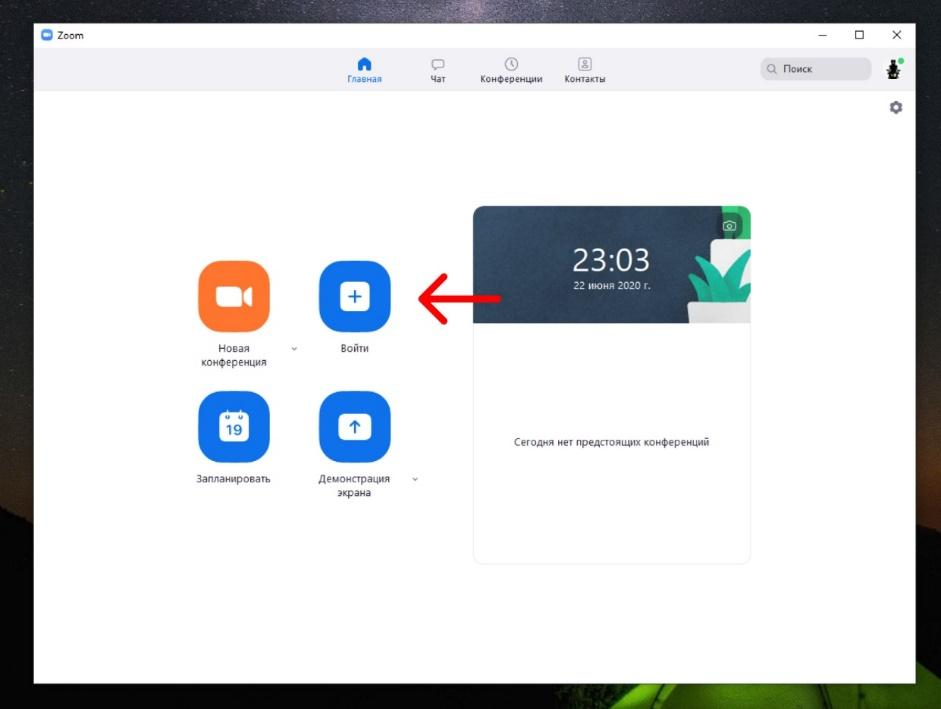 Zoom
Главная
Чат
Конференции
Контакты
Поиск
23:03
22 июня 2020 г.
Новая
конференция
Войти
19
Запланировать
Демонстрация
экрана
Сегодня нет предстоящих конференций